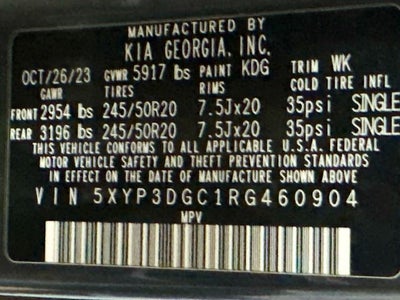 MANUFACTURED BY
KIA GEORGIA, INC.
OCT/26/23 GVWR 5917 lbs PAINT KDG TRIM WK
GAWR TIRES RIMS COLD TIRE INFL
FRONT 2954 lbs 245/50R20 7.5Jx20 35psi SINGLE
REAR 3196 lbs 245/50R20 7.5Jx20 35psi SINGLE
THIS VEHICLE CONFORMS TO ALL APPLICABLE U.S.A. FEDERAL
MOTOR VEHICLE SAFETY AND THEFT PREVENTION STANDARDS
IN EFFECT ON THE DATE OF MANUFACTURE SHOWN ABOVE
VIN 5XYP3DGC1RG460904
MPV